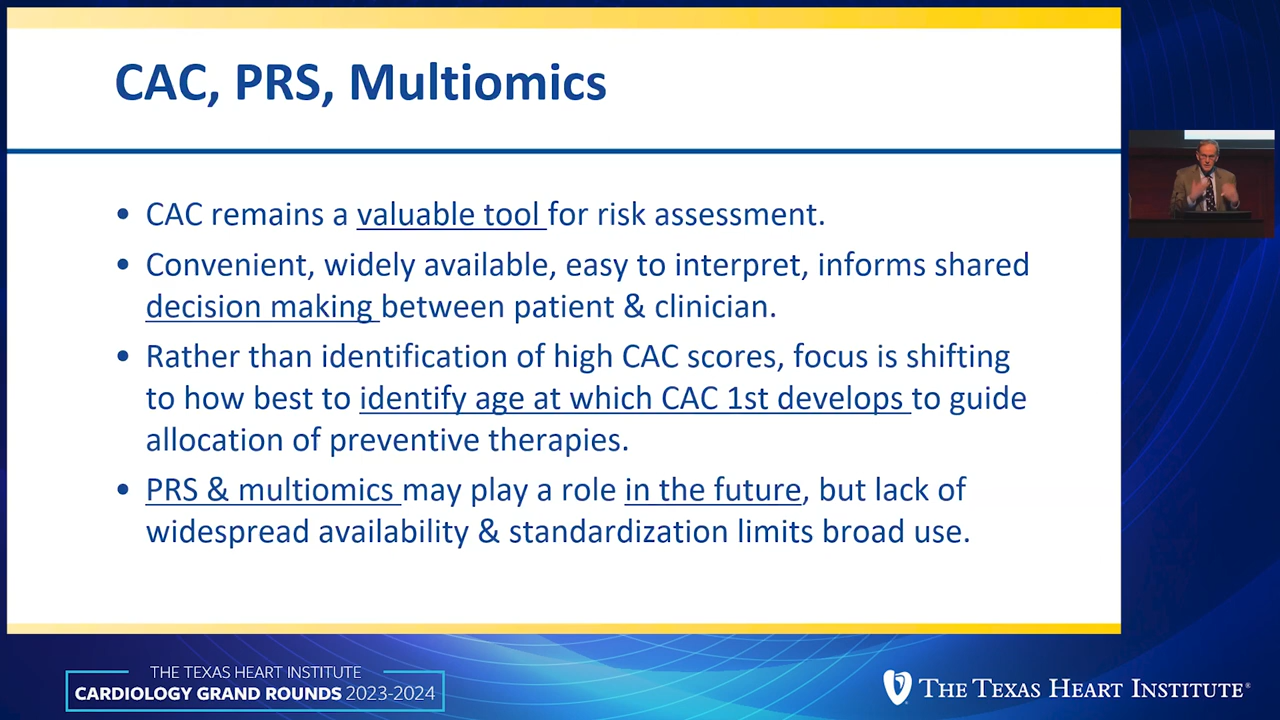 CAC, PRS, Multiomics
• CAC remains a valuable tool for risk assessment.
• Convenient, widely available, easy to interpret, informs shared
decision making between patient & clinician.
• Rather than identification of high CAC scores, focus is shifting
to how best to identify age at which CAC 1st develops to guide
allocation of preventive therapies.
• PRS & multiomics may play a role in the future, but lack of
widespread availability & standardization limits broad use.
THE TEXAS HEART INSTITUTE
CARDIOLOGY GRAND ROUNDS 2023-2024
THE TEXAS HEART INSTITUTE®